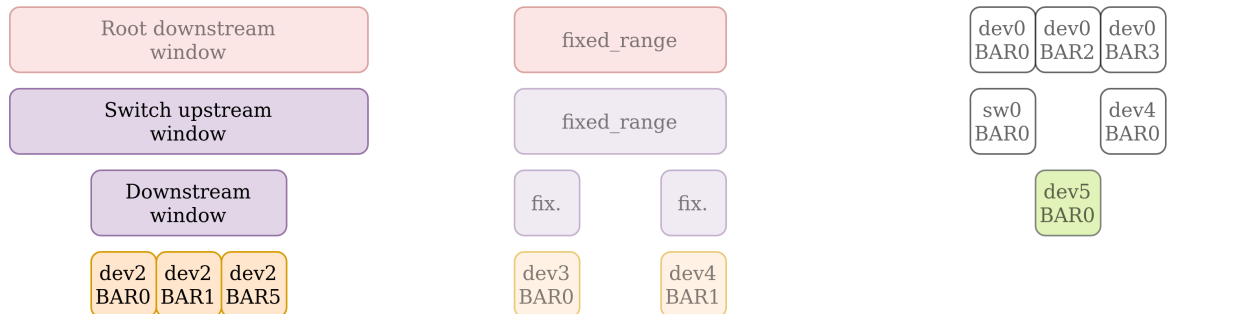 Root downstream
window
fixed_range
dev0
BAR0
dev0
BAR2
dev0
BAR3
Switch upstream
window
fixed_range
sw0
BAR0
dev4
BAR0
Downstream
window
fix.
fix.
dev5
BAR0
dev2
BAR0
dev2
BAR1
dev2
BAR5
dev3
BAR0
dev4
BAR1